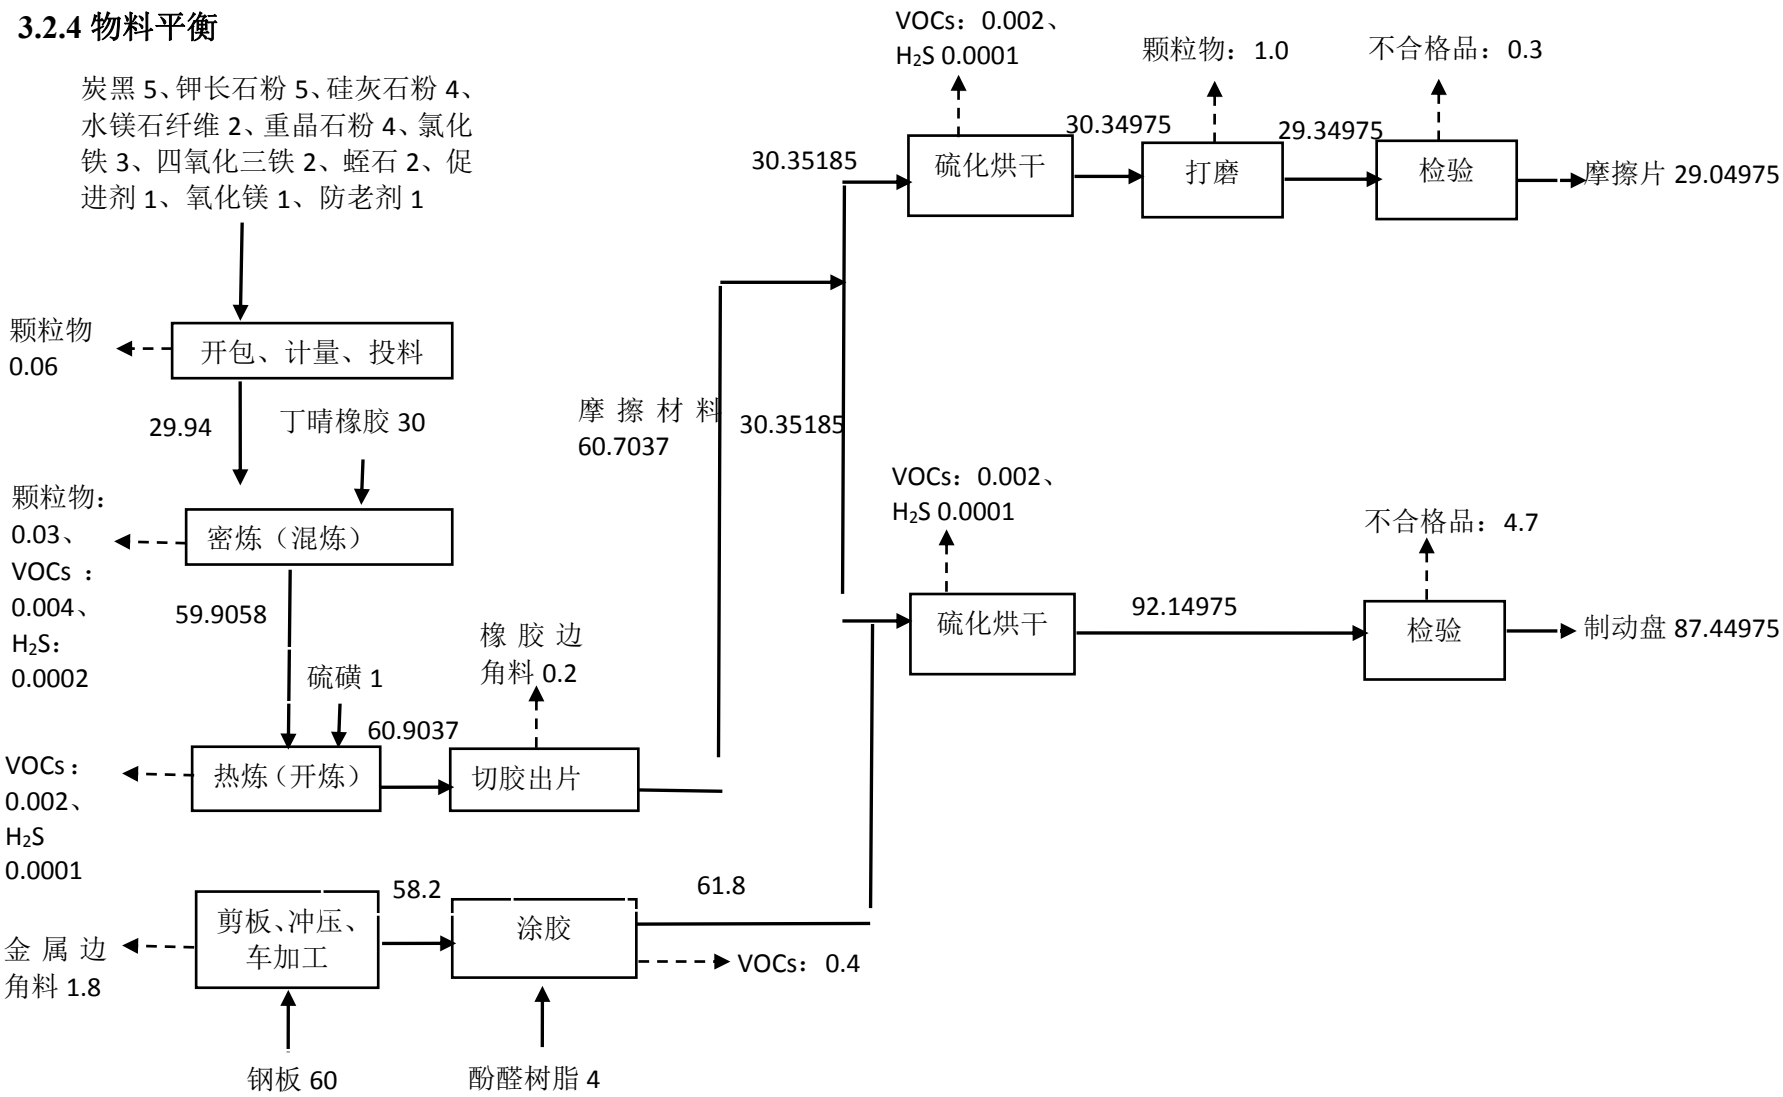 3.2.4 物料平衡
炭黑 5、钾长石粉 5、硅灰石粉 4、
水镁石纤维 2、重晶石粉 4、氯化
铁 3、四氧化三铁 2、蛭石 2、促
进剂 1、氧化镁 1、防老剂 1
颗粒物
0.06
开包、计量、投料
29.94
丁晴橡胶 30
颗粒物：
0.03、
VOCs ：
0.004、
H₂S：
0.0002
密炼（混炼）
59.9058
硫磺 1
VOCs：
0.002、
H₂S
0.0001
热炼（开炼）
60.9037
橡 胶 边
角料 0.2
切胶出片
摩 擦 材 料
60.7037
30.35185
30.35185
VOCs：0.002、
H₂S 0.0001
硫化烘干
30.34975
颗粒物：1.0
打磨
29.34975
不合格品：0.3
检验
摩擦片 29.04975
VOCs：0.002、
H₂S 0.0001
硫化烘干
92.14975
不合格品：4.7
检验
制动盘 87.44975
金 属 边
角料 1.8
剪板、冲压、
车加工
钢板 60
58.2
涂胶
酚醛树脂 4
61.8
VOCs：0.4